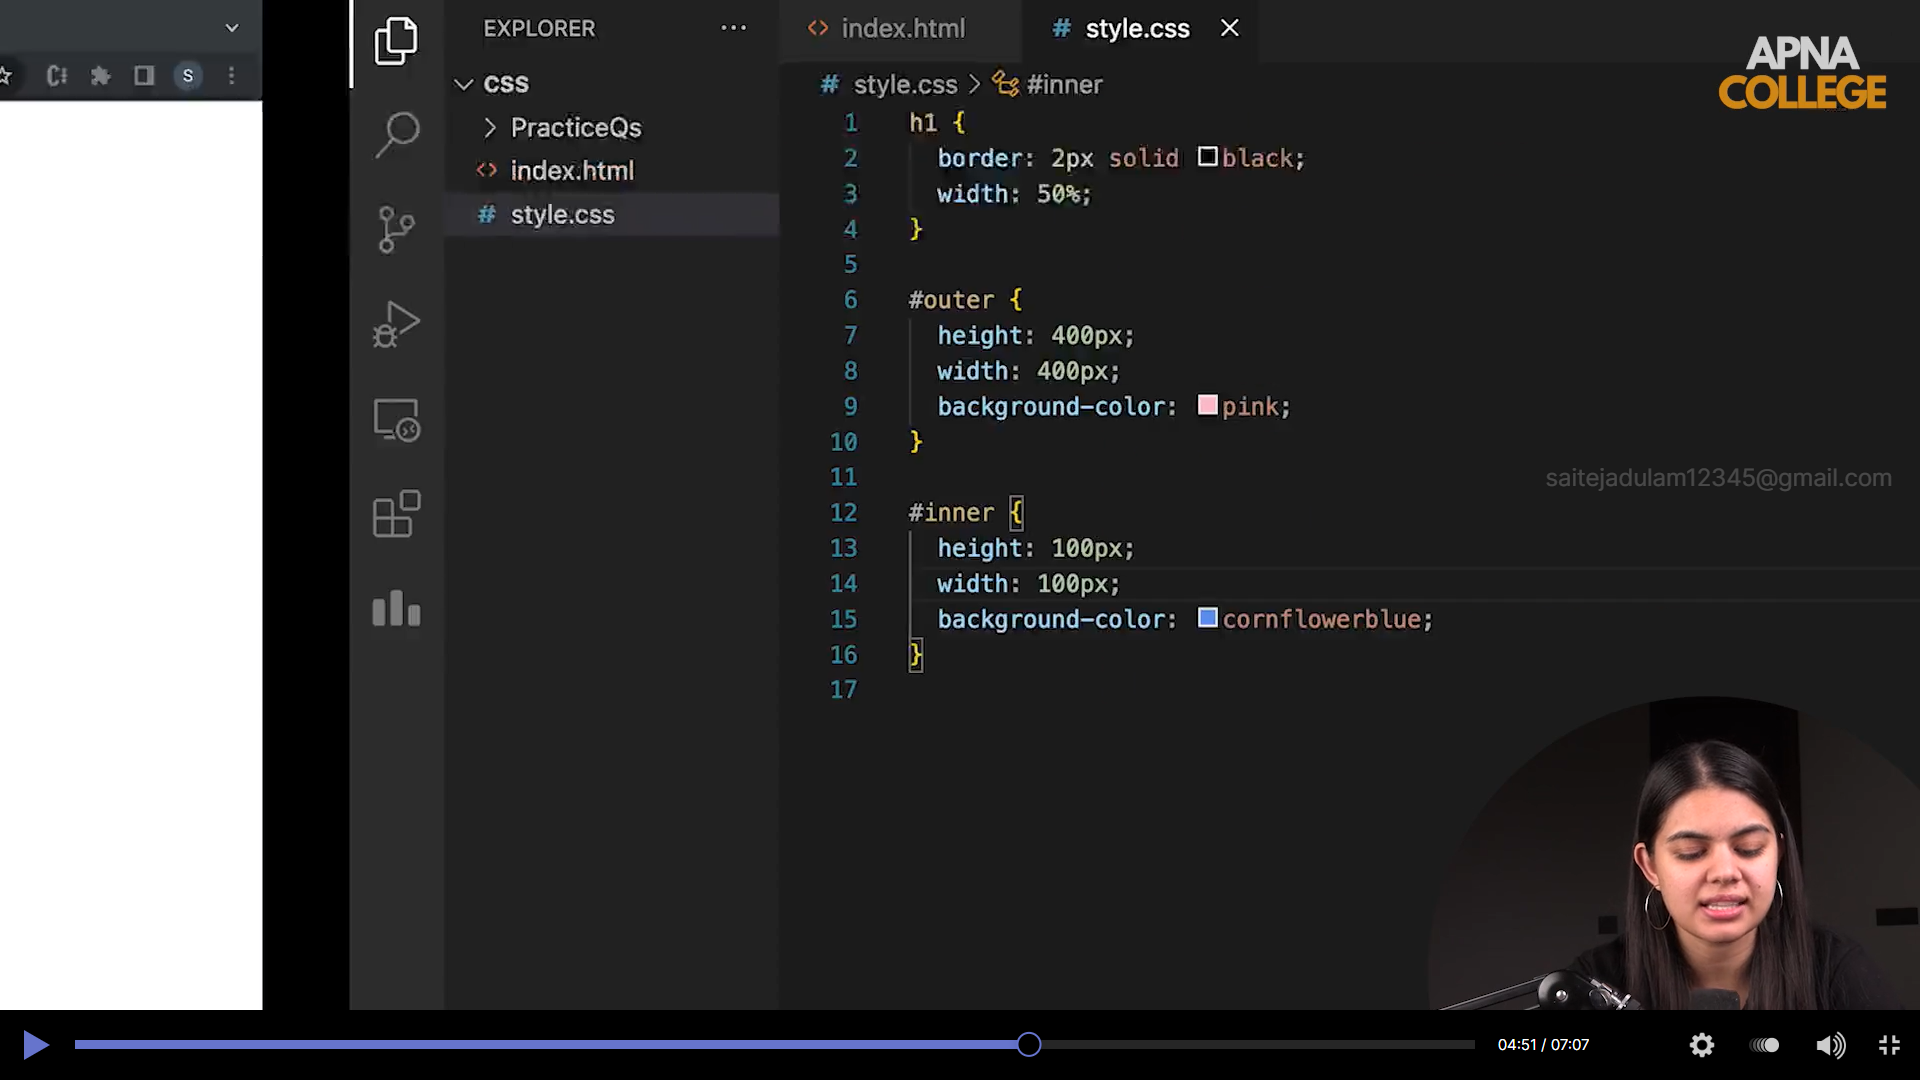 EXPLORER
CSS
PracticeQs
index.html
style.css
index.html
style.css
style.css > #inner
1 h1 {
2 border: 2px solid black;
3 width: 50%;
4 }
5
6 #outer {
7 height: 400px;
8 width: 400px;
9 background-color: pink;
10 }
11
12 #inner {
13 height: 100px;
14 width: 100px;
15 background-color: cornflowerblue;
16 }
17
APNA
COLLEGE
saitejadulam12345@gmail.com
S
04:51 / 07:07